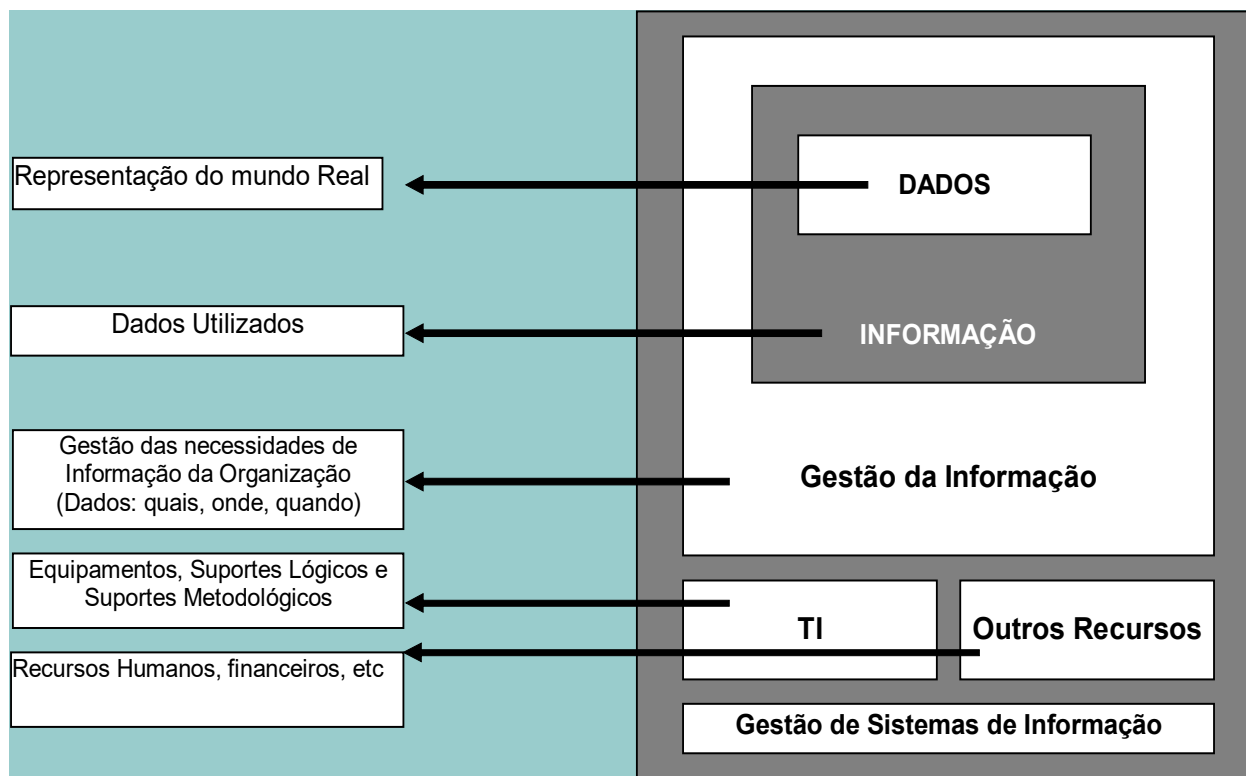 Representação do mundo Real
DADOS
Dados Utilizados
INFORMAÇÃO
Gestão das necessidades de
Informação da Organização
(Dados: quais, onde, quando)
Gestão da Informação
Equipamentos, Suportes Lógicos e
Suportes Metodológicos
TI
Outros Recursos
Recursos Humanos, financeiros, etc
Gestão de Sistemas de Informação